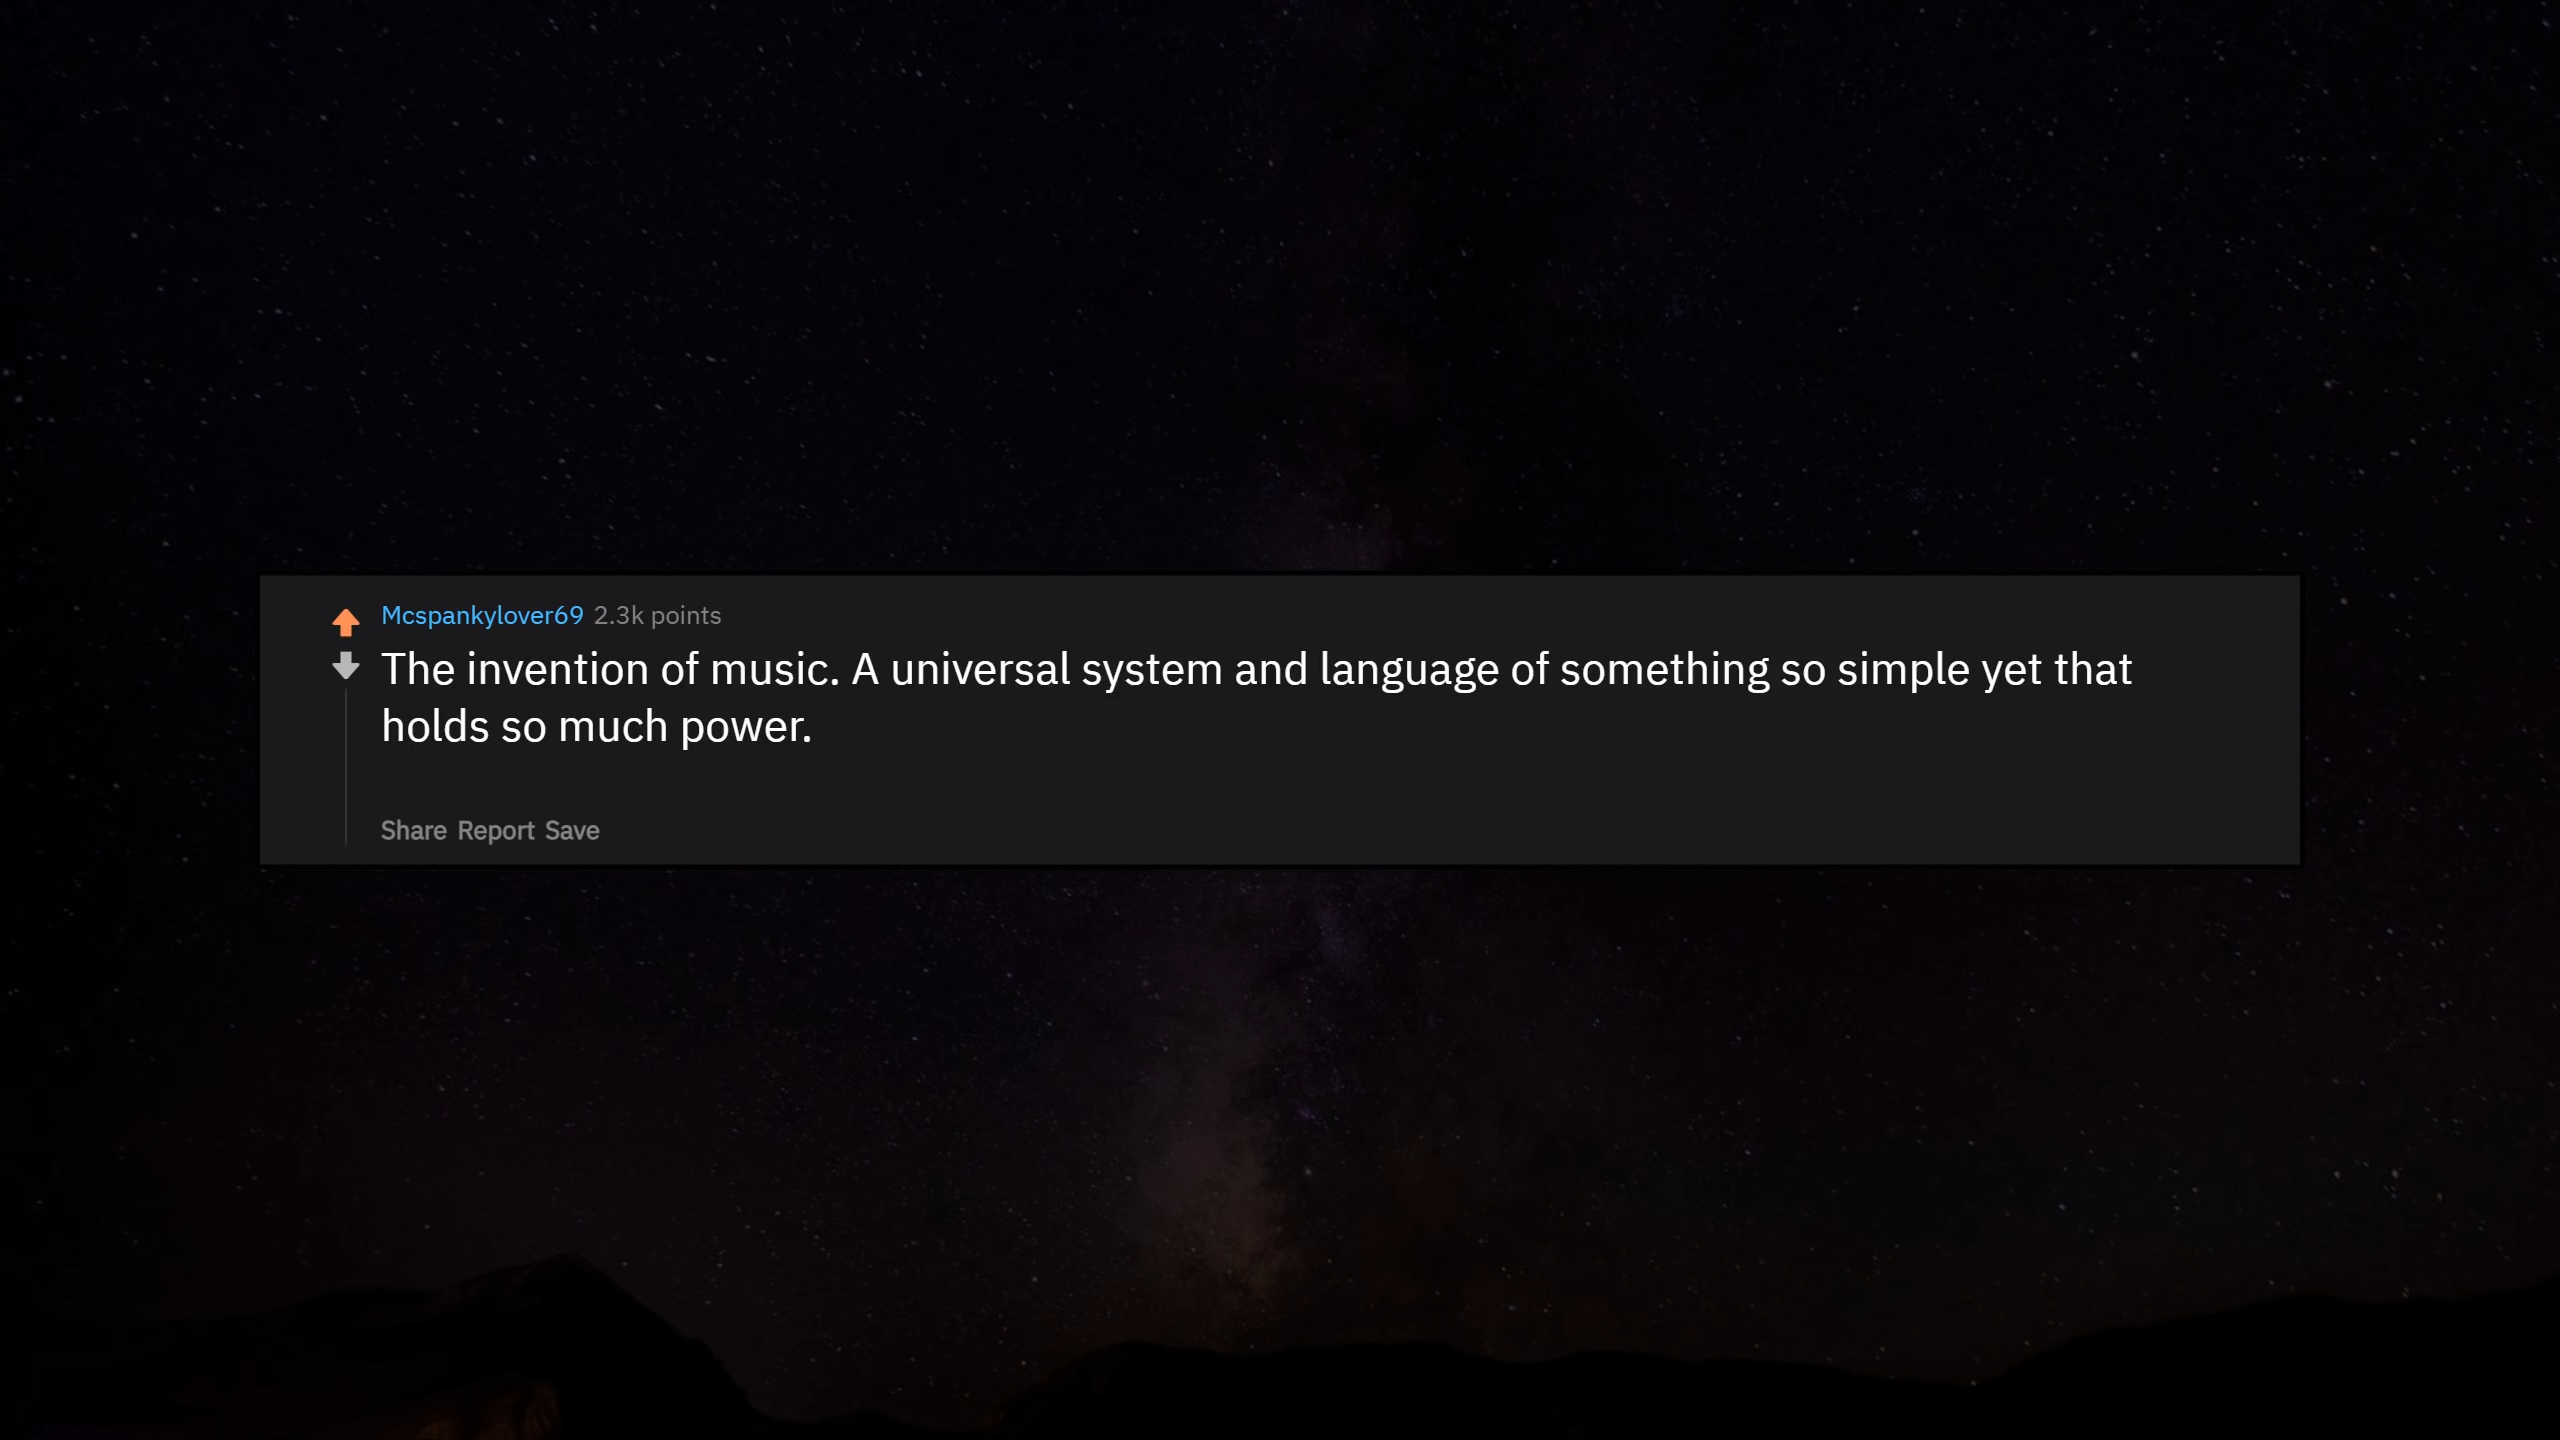 Mcspankylover69 2.3k points
The invention of music. A universal system and language of something so simple yet that
holds so much power.
Share Report Save